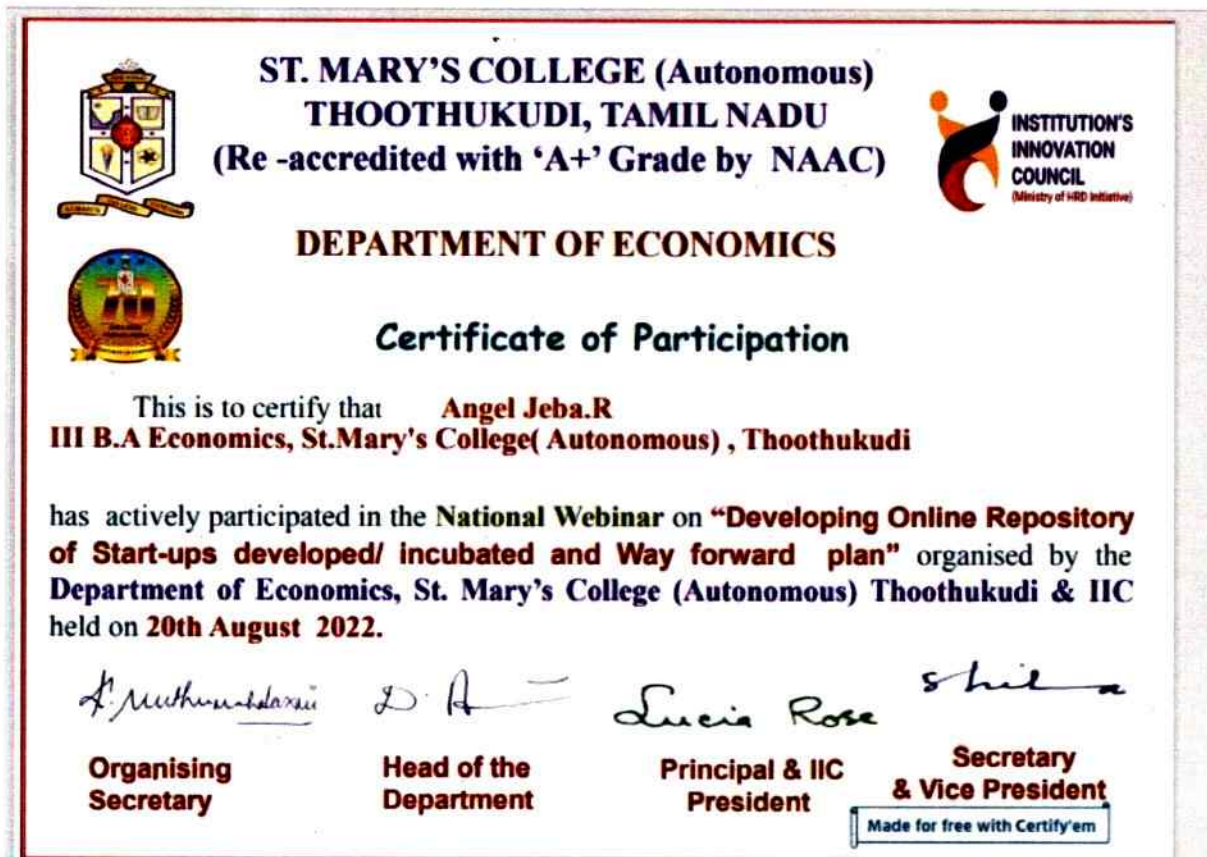 ST. MARY'S COLLEGE (Autonomous)
THOOTHUKUDI, TAMIL NADU
(Re -accredited with ‘A+’ Grade by NAAC)
INSTITUTION'S
INNOVATION
COUNCIL
(Ministry of HRD Initiative)
DEPARTMENT OF ECONOMICS
70
Certificate of Participation
This is to certify that Angel Jeba.R
III B.A Economics, St.Mary's College( Autonomous) , Thoothukudi
has actively participated in the National Webinar on “Developing Online Repository
of Start-ups developed/ incubated and Way forward plan” organised by the
Department of Economics, St. Mary's College (Autonomous) Thoothukudi & IIC
held on 20th August 2022.
Lucia Rose
Organising
Secretary
Head of the
Department
Principal & IIC
President
Secretary
& Vice President
Made for free with Certify'em